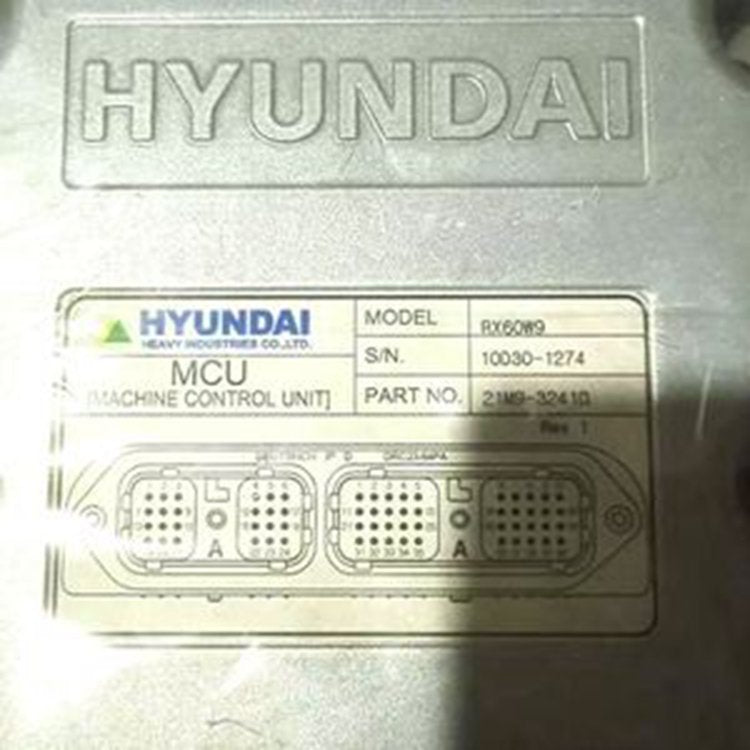 HYUNDAI
HYUNDAI
HEAVY INDUSTRIES CO.,LTD.
MCU
[MACHINE CONTROL UNIT]
MODEL RX60W9
S/N. 10030-1274
PART NO. 21M9-32410
Rev 1
A A